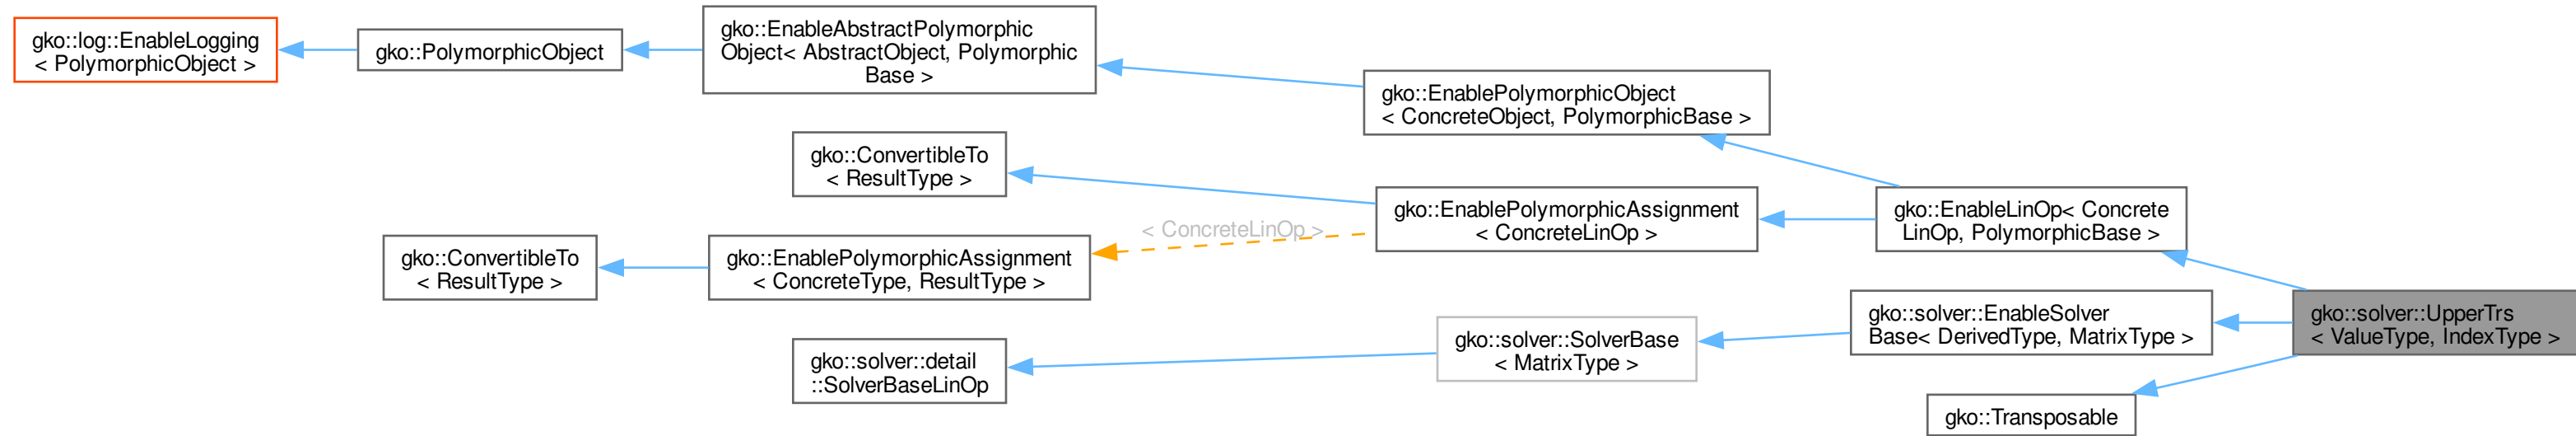 gko::log::EnableLogging
< PolymorphicObject >
gko::PolymorphicObject
gko::EnableAbstractPolymorphic
Object< AbstractObject, Polymorphic
Base >
gko::EnablePolymorphicObject
< ConcreteObject, PolymorphicBase >
gko::ConvertibleTo
< ResultType >
gko::EnablePolymorphicAssignment
< ConcreteLinOp >
gko::EnableLinOp< Concrete
LinOp, PolymorphicBase >
< ConcreteLinOp >
gko::ConvertibleTo
< ResultType >
gko::EnablePolymorphicAssignment
< ConcreteType, ResultType >
gko::solver::EnableSolver
Base< DerivedType, MatrixType >
gko::solver::UpperTrs
< ValueType, IndexType >
gko::solver::SolverBase
< MatrixType >
gko::solver::detail
::SolverBaseLinOp
gko::Transposable